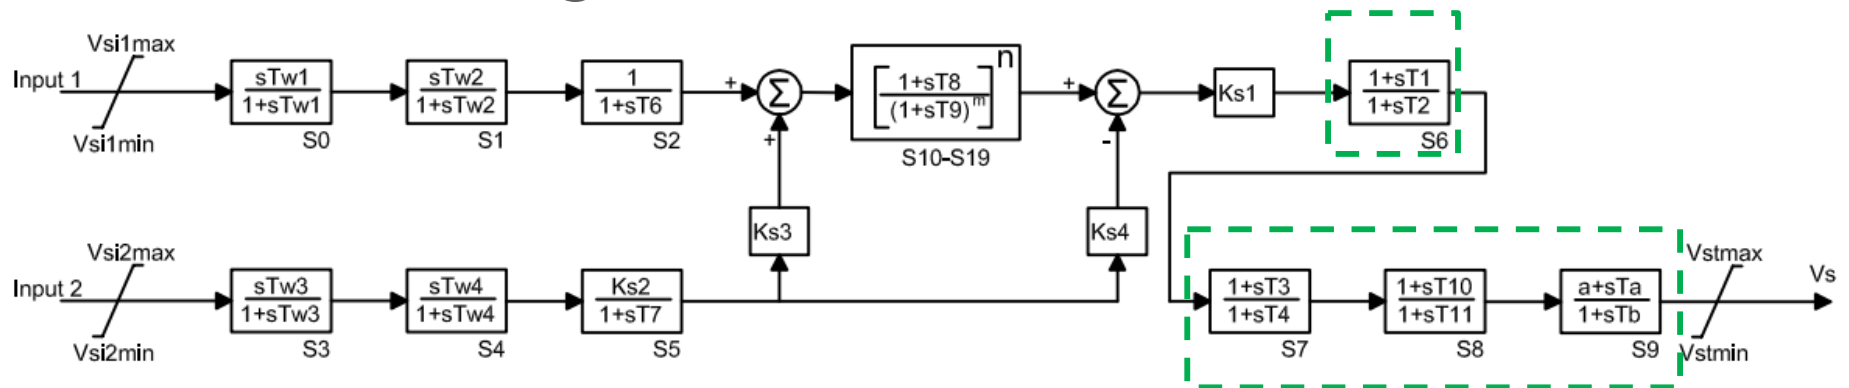 Vsi1max
Input 1
Vsi1min
sTw1
1+sTw1
S0
sTw2
1+sTw2
S1
1
1+sT6
S2
+
Σ
+
1+sT8
(1+sT9)^m
n
S10-S19
+
Σ
-
Ks1
1+sT1
1+sT2
S6
Ks3
Ks4
Vsi2max
Input 2
Vsi2min
sTw3
1+sTw3
S3
sTw4
1+sTw4
S4
Ks2
1+sT7
S5
1+sT3
1+sT4
S7
1+sT10
1+sT11
S8
a+sTa
1+sTb
S9
Vstmax
Vstmin
Vs